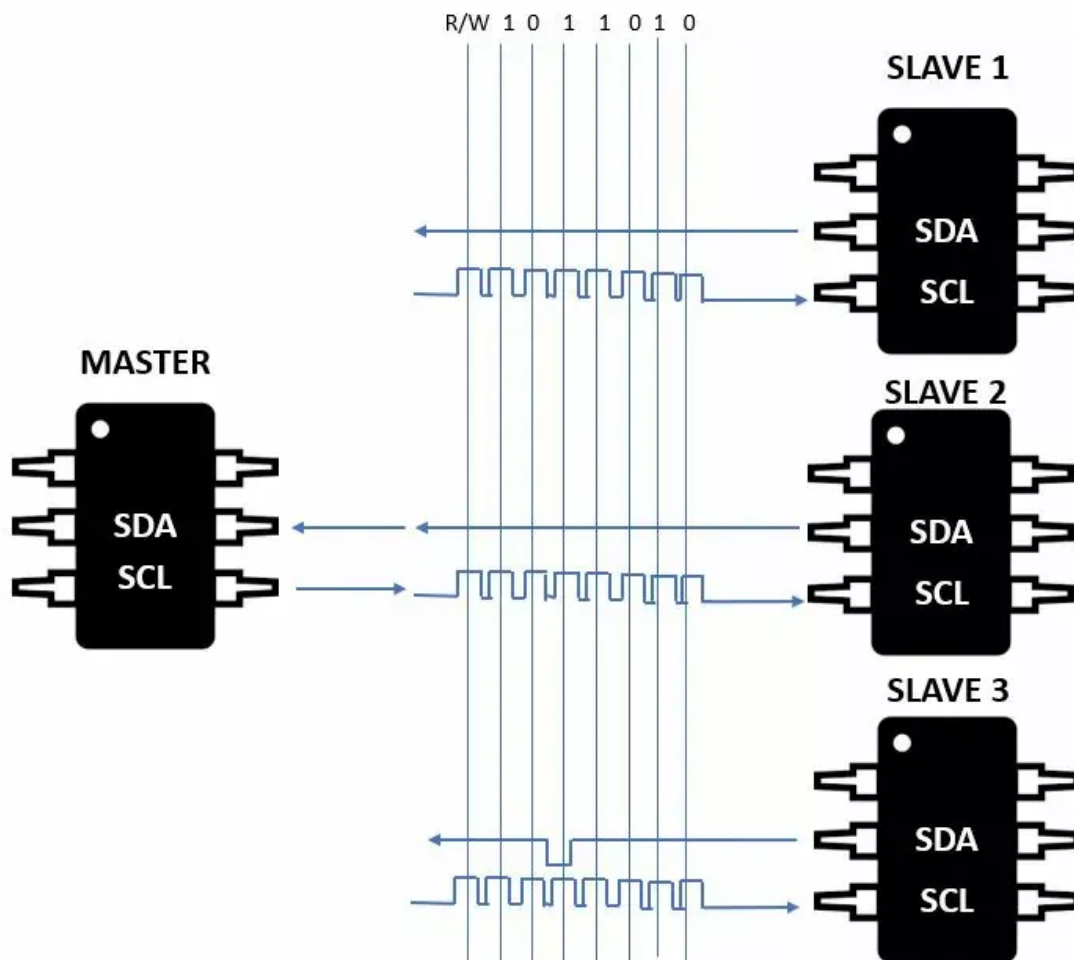 R/W 1 0 1 1 0 1 0
SLAVE 1
SDA
SCL
MASTER
SDA
SCL
SLAVE 2
SDA
SCL
SLAVE 3
SDA
SCL